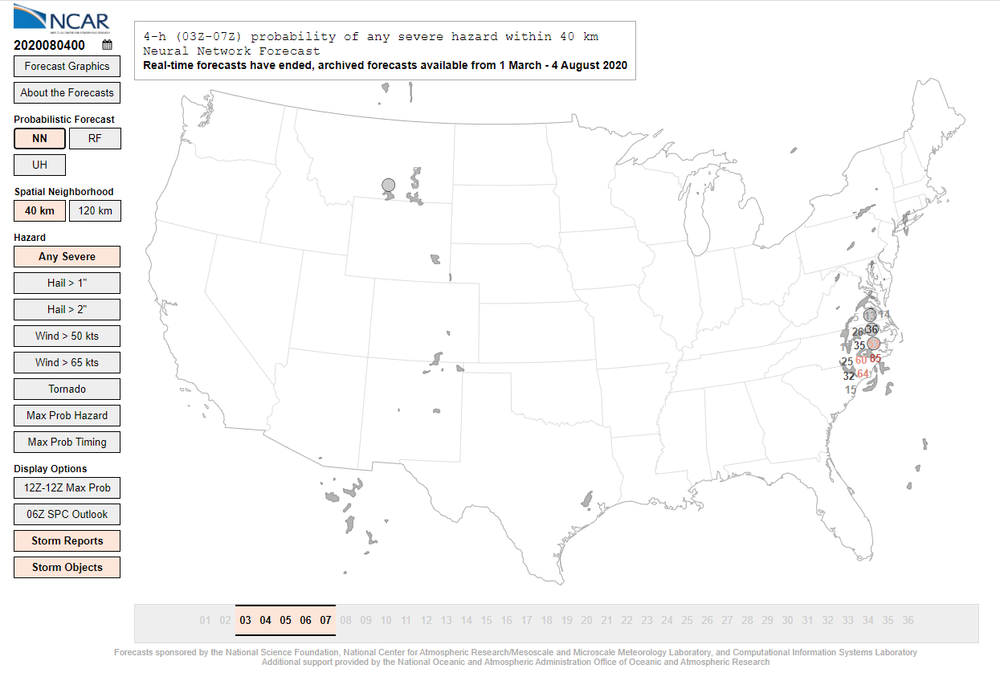 NCAR
2020080400
Forecast Graphics
About the Forecasts
Probabilistic Forecast
NN RF
UH
Spatial Neighborhood
40 km 120 km
Hazard
Any Severe
Hail > 1"
Hail > 2"
Wind > 50 kts
Wind > 65 kts
Tornado
Max Prob Hazard
Max Prob Timing
Display Options
12Z-12Z Max Prob
06Z SPC Outlook
Storm Reports
Storm Objects
4-h (03Z-07Z) probability of any severe hazard within 40 km
Neural Network Forecast
Real-time forecasts have ended, archived forecasts available from 1 March - 4 August 2020
5 13 14
26 36
35
25 60 85
32 64
15
01 02 03 04 05 06 07 08 09 10 11 12 13 14 15 16 17 18 19 20 21 22 23 24 25 26 27 28 29 30 31 32 33 34 35 36
Forecasts sponsored by the National Science Foundation, National Center for Atmospheric Research/Mesoscale and Microscale Meteorology Laboratory, and Computational Information Systems Laboratory
Additional support provided by the National Oceanic and Atmospheric Administration Office of Oceanic and Atmospheric Research